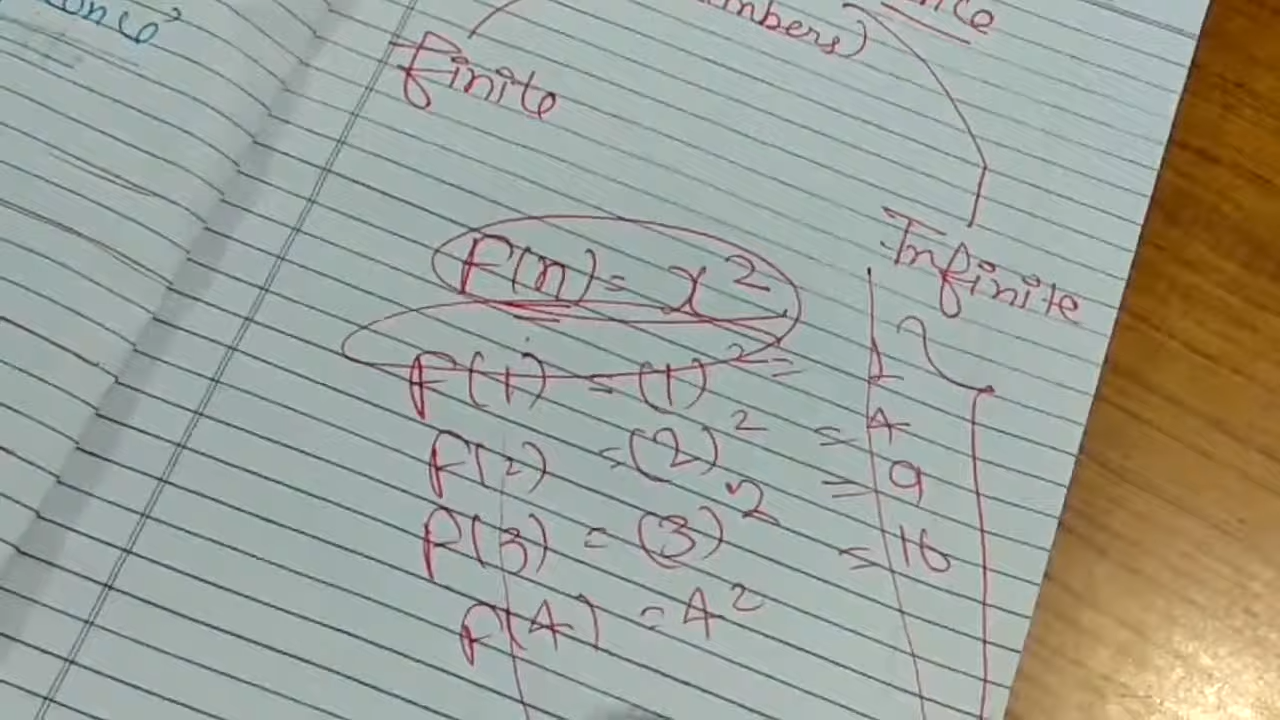 finite
Infinite
F(n) = x²
F(1) = (1)² = 1
F(2) = (2)² = 4
F(3) = (3)² = 9
F(4) = 4² = 16